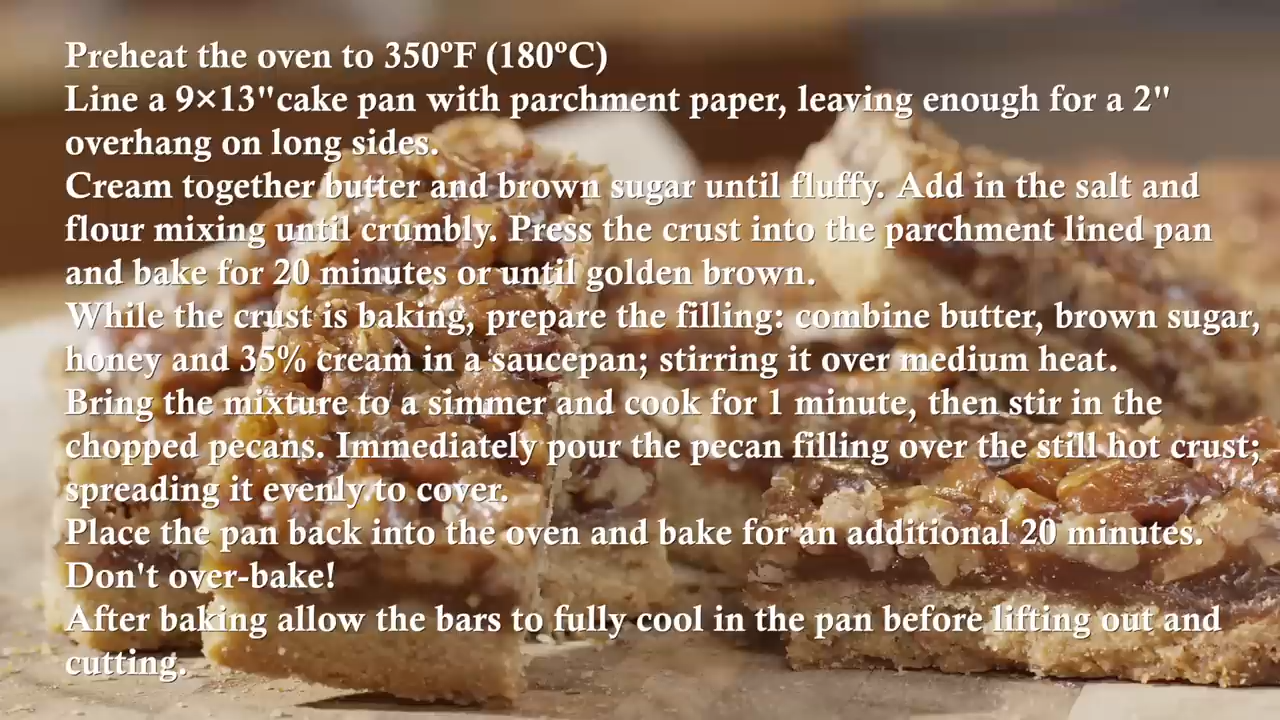 Preheat the oven to 350ºF (180ºC)
Line a 9×13"cake pan with parchment paper, leaving enough for a 2"
overhang on long sides.
Cream together butter and brown sugar until fluffy. Add in the salt and
flour mixing until crumbly. Press the crust into the parchment lined pan
and bake for 20 minutes or until golden brown.
While the crust is baking, prepare the filling: combine butter, brown sugar,
honey and 35% cream in a saucepan; stirring it over medium heat.
Bring the mixture to a simmer and cook for 1 minute, then stir in the
chopped pecans. Immediately pour the pecan filling over the still hot crust;
spreading it evenly to cover.
Place the pan back into the oven and bake for an additional 20 minutes.
Don't over-bake!
After baking allow the bars to fully cool in the pan before lifting out and
cutting.